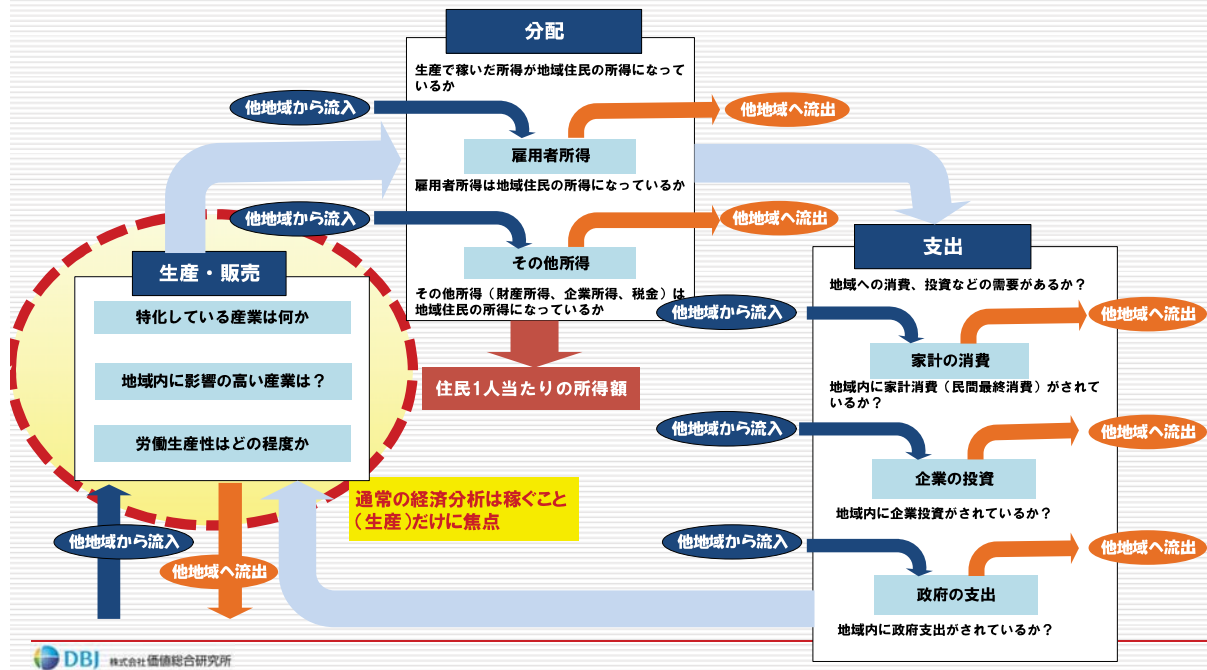 分配
生産で稼いだ所得が地域住民の所得になって
いるか
他地域から流入
他地域へ流出
雇用者所得
雇用者所得は地域住民の所得になっているか
他地域から流入
他地域へ流出
その他所得
その他所得（財産所得、企業所得、税金）は
地域住民の所得になっているか
住民1人当たりの所得額
生産・販売
特化している産業は何か
地域内に影響の高い産業は？
労働生産性はどの程度か
他地域から流入
他地域へ流出
通常の経済分析は稼ぐこと
（生産）だけに焦点
支出
地域への消費、投資などの需要があるか？
他地域から流入
他地域へ流出
家計の消費
地域内に家計消費（民間最終消費）がされて
いるか？
他地域から流入
他地域へ流出
企業の投資
地域内に企業投資がされているか？
他地域から流入
他地域へ流出
政府の支出
地域内に政府支出がされているか？
DBJ 株式会社価値総合研究所